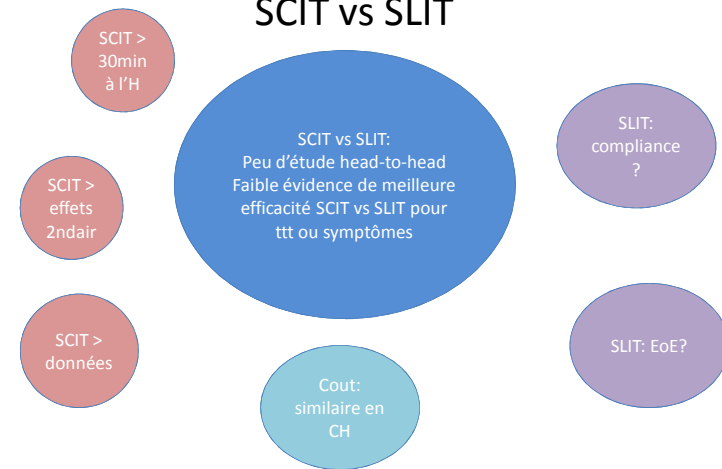 SCIT vs SLIT
SCIT >
30min
à l'H
SCIT vs SLIT:
Peu d'étude head-to-head
Faible évidence de meilleure
efficacité SCIT vs SLIT pour
ttt ou symptômes
SLIT:
compliance
?
SCIT >
effets
2ndair
SCIT >
données
SLIT: EoE?
Cout:
similaire en
CH